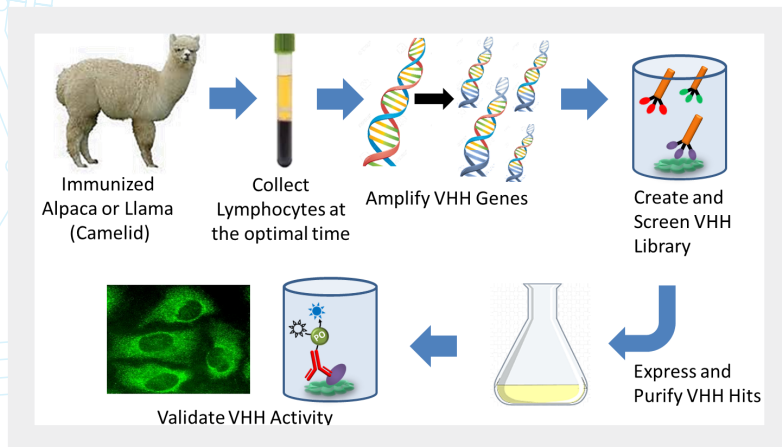 Immunized
Alpaca or Llama
(Camelid)
Collect
Lymphocytes at
the optimal time
Amplify VHH Genes
Create and
Screen VHH
Library
Express and
Purify VHH Hits
PO
Validate VHH Activity